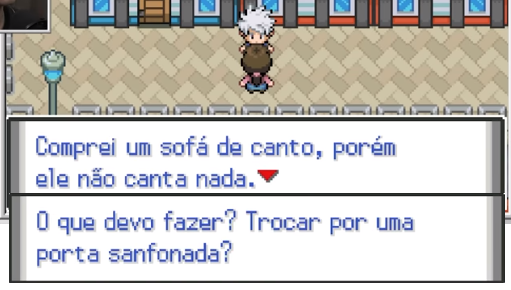 Comprei um sofá de canto, porém
ele não canta nada.
O que devo fazer? Trocar por uma
porta sanfonada?